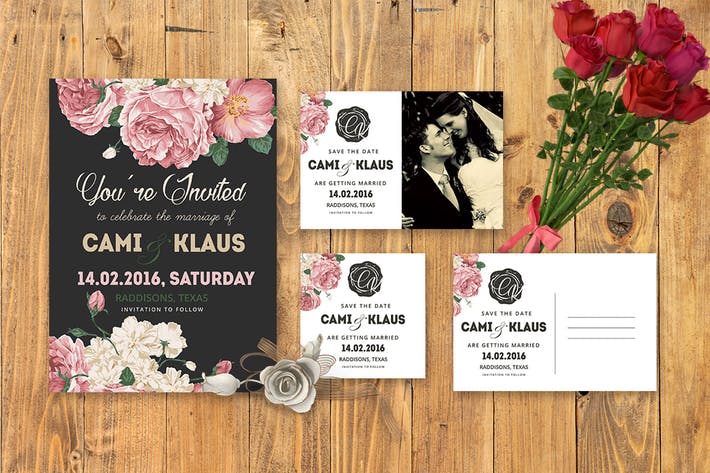 You're Invited
to celebrate the marriage of
CAMI & KLAUS
14.02.2016, SATURDAY
RADDISONS, TEXAS
INVITATION TO FOLLOW
SAVE THE DATE
CAMI & KLAUS
ARE GETTING MARRIED
14.02.2016
RADDISONS, TEXAS
INVITATION TO FOLLOW
SAVE THE DATE
CAMI & KLAUS
ARE GETTING MARRIED
14.02.2016
RADDISONS, TEXAS
INVITATION TO FOLLOW
SAVE THE DATE
CAMI & KLAUS
ARE GETTING MARRIED
14.02.2016
RADDISONS, TEXAS
INVITATION TO FOLLOW